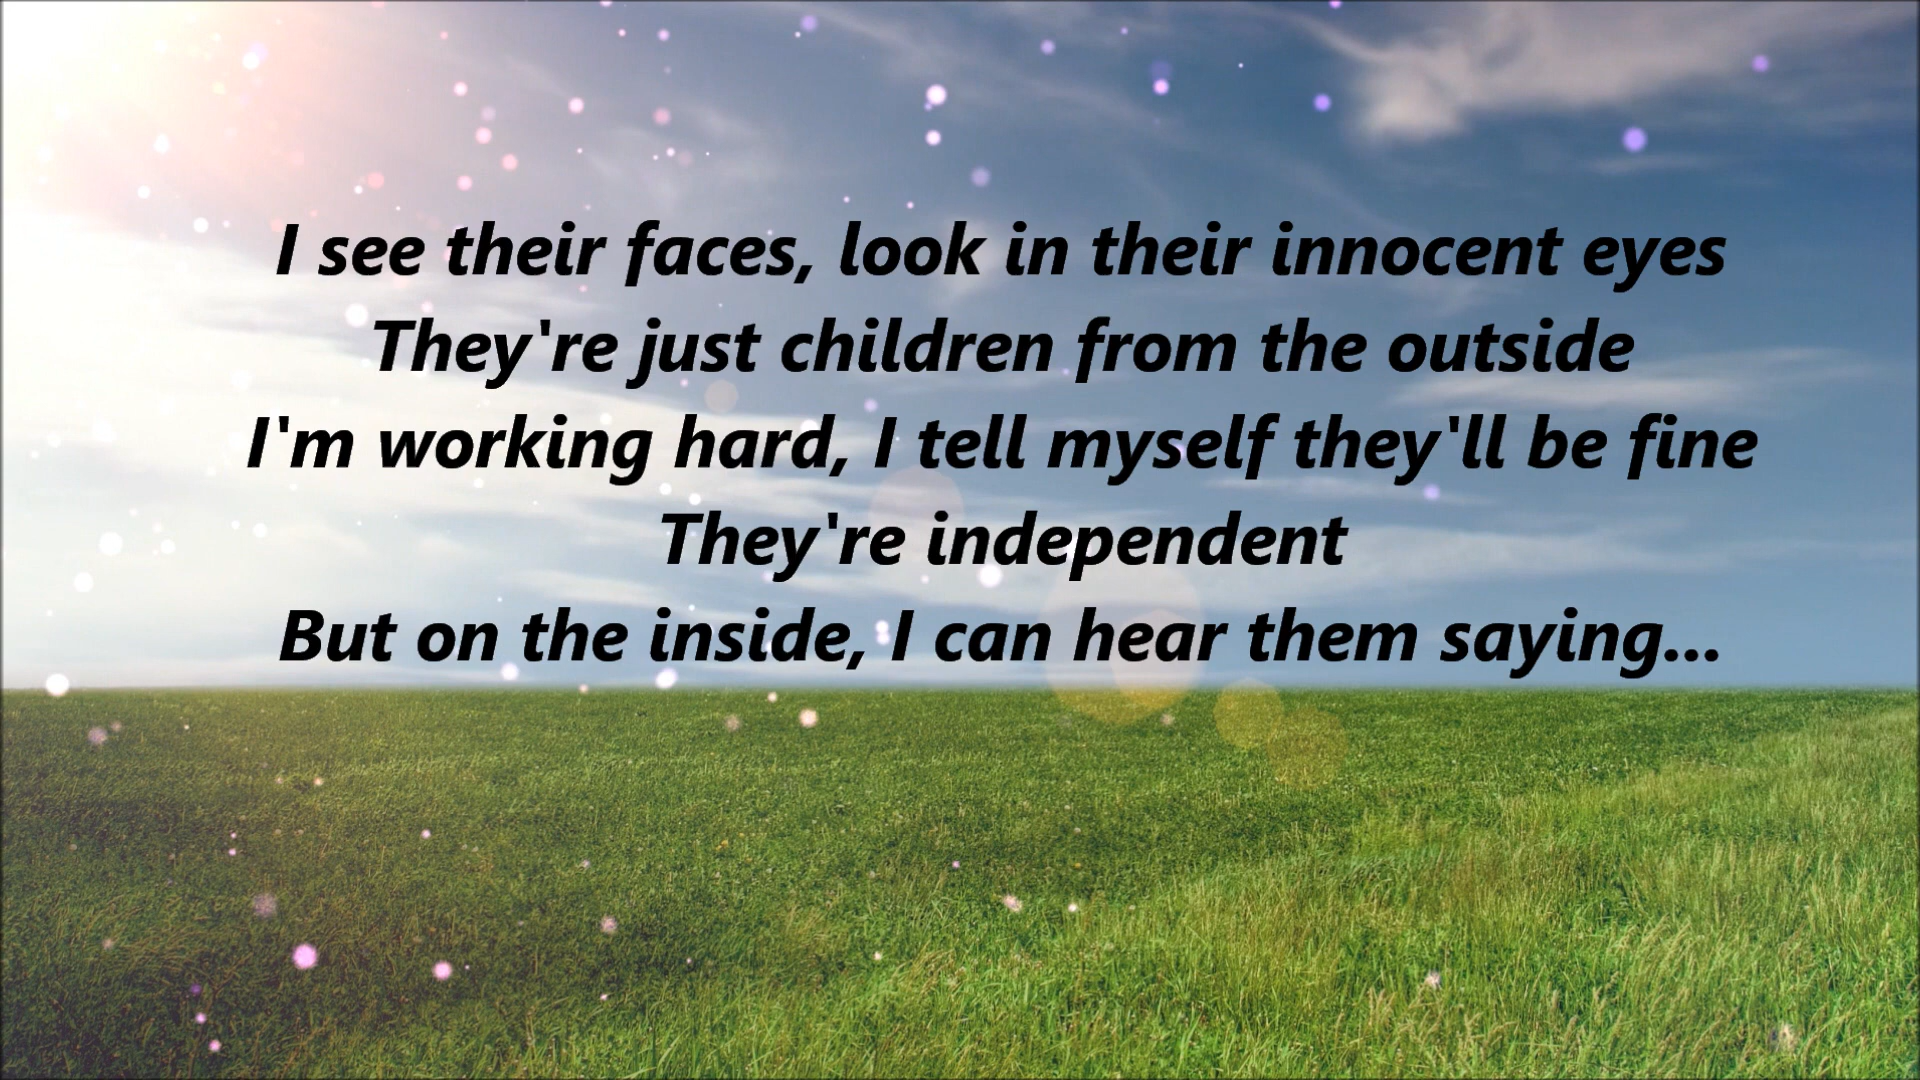 I see their faces, look in their innocent eyes
They're just children from the outside
I'm working hard, I tell myself they'll be fine
They're independent
But on the inside, I can hear them saying...